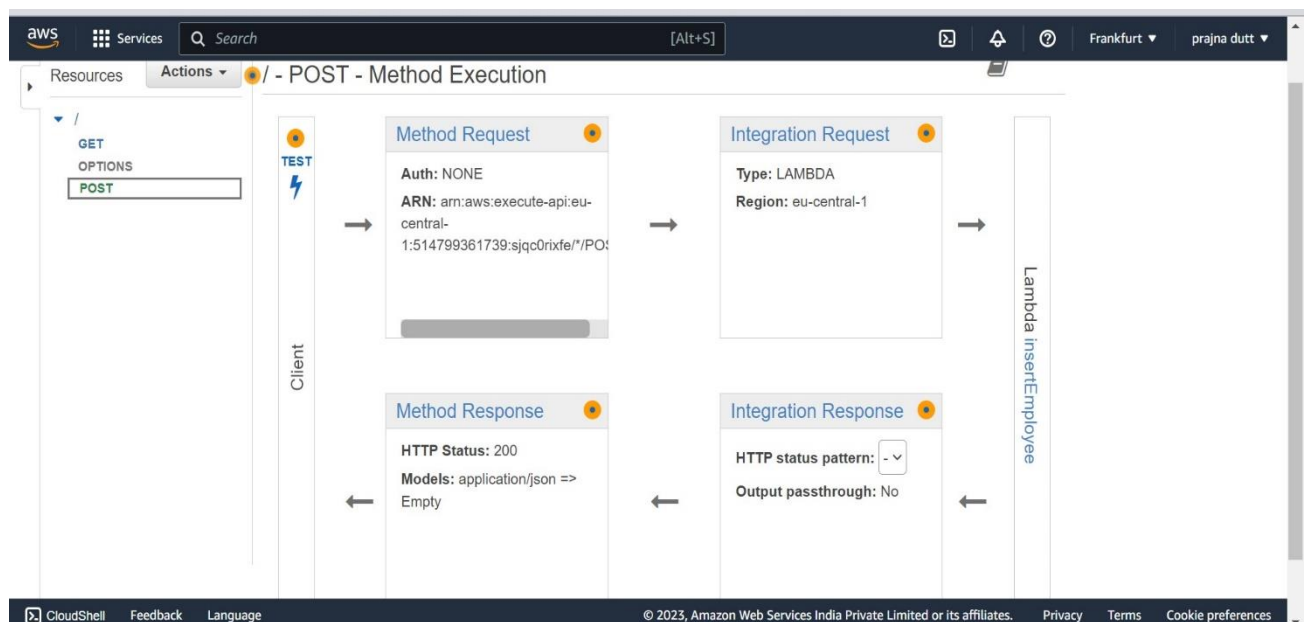 aws
Services
Search
[Alt+S]
Frankfurt
prajna dutt
Resources
Actions
/ - POST - Method Execution
/
GET
OPTIONS
POST
TEST
Client
Method Request
Auth: NONE
ARN: arn:aws:execute-api:eu-
central-
1:514799361739:sjqc0rixfe/*/POS
Integration Request
Type: LAMBDA
Region: eu-central-1
Lambda insertEmployee
Method Response
HTTP Status: 200
Models: application/json =>
Empty
Integration Response
HTTP status pattern: -
Output passthrough: No
CloudShell
Feedback
Language
© 2023, Amazon Web Services India Private Limited or its affiliates.
Privacy
Terms
Cookie preferences